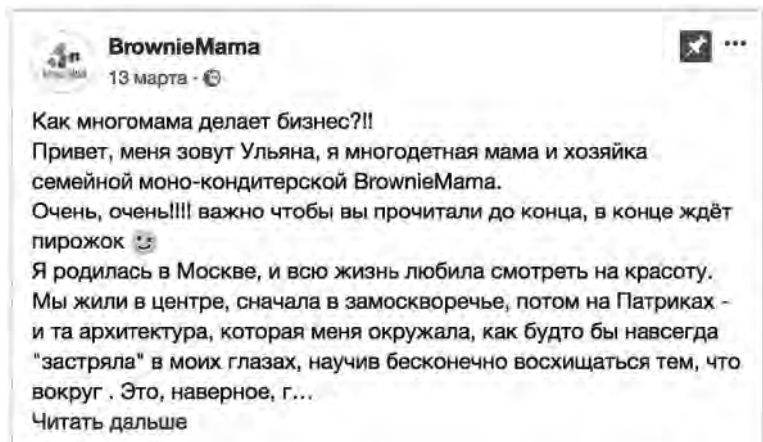 BrownieMama
13 марта ·
Как многомама делает бизнес?!!
Привет, меня зовут Ульяна, я многодетная мама и хозяйка
семейной моно-кондитерской BrownieMama.
Очень, очень!!!! важно чтобы вы прочитали до конца, в конце ждёт
пирожок
Я родилась в Москве, и всю жизнь любила смотреть на красоту.
Мы жили в центре, сначала в замоскворечье, потом на Патриках -
и та архитектура, которая меня окружала, как будто бы навсегда
"застряла" в моих глазах, научив бесконечно восхищаться тем, что
вокруг . Это, наверное, г...
Читать дальше